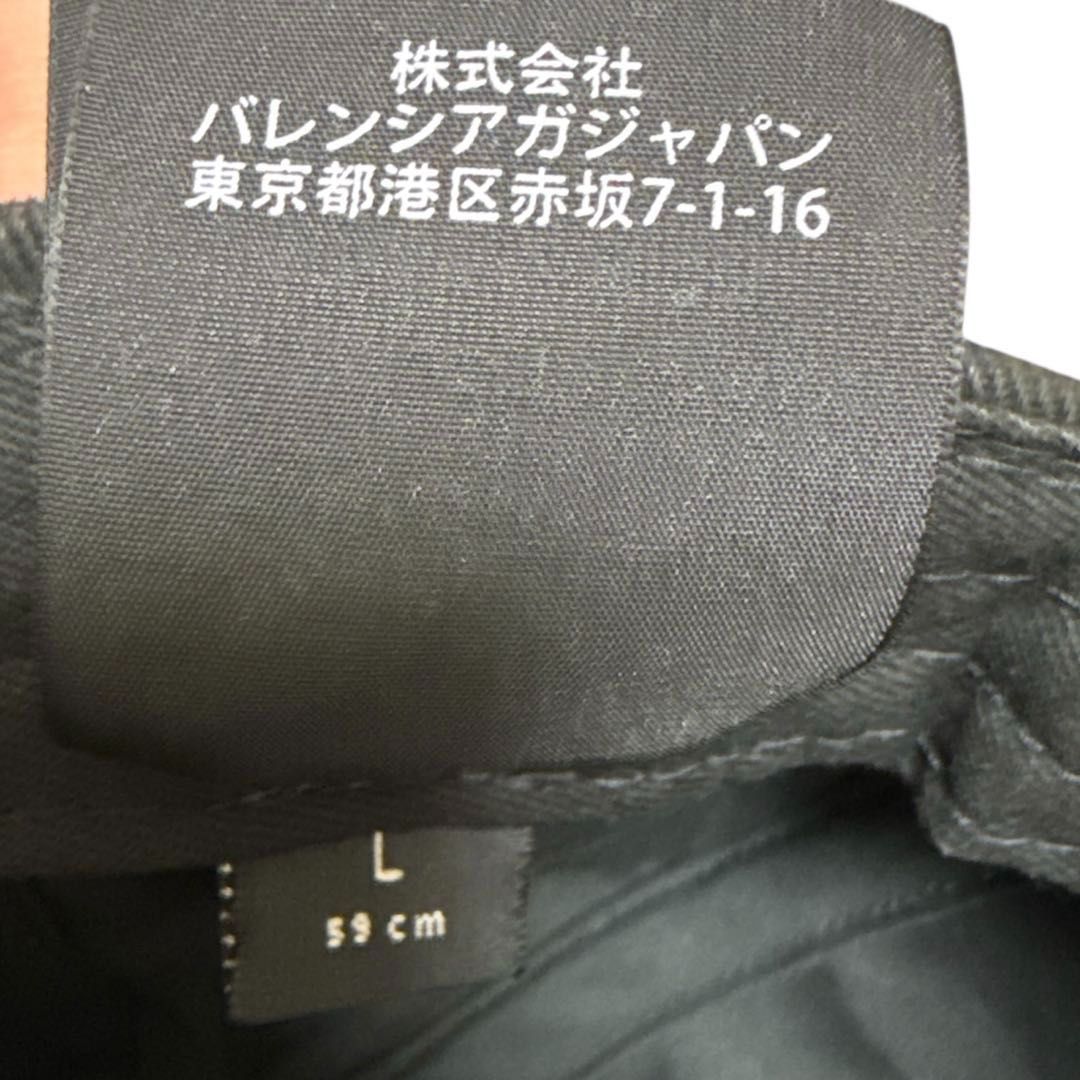 株式会社
バレンシアガジャパン
東京都港区赤坂7-1-16
L
59 cm